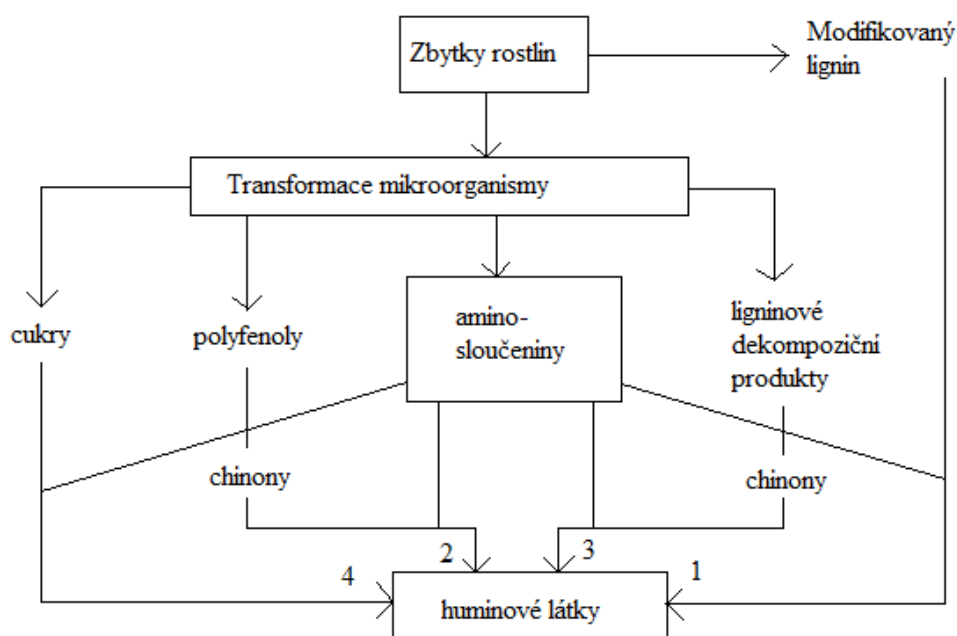 Zbytky rostlin
Modifikovaný
lignin
Transformace mikroorganismy
cukry
polyfenoly
amino-
sloučeniny
ligninové
dekompoziční
produkty
chinony
chinony
4
2
3
1
huminové látky